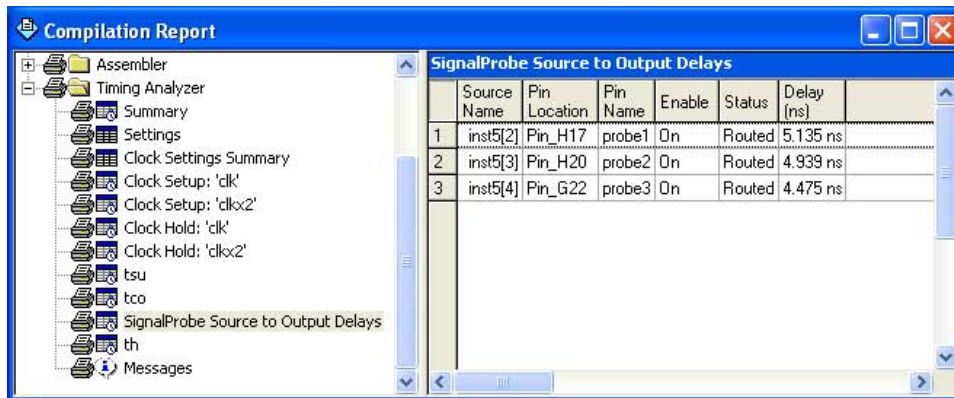 Compilation Report
Assembler
Timing Analyzer
Summary
Settings
Clock Settings Summary
Clock Setup: 'clk'
Clock Setup: 'clkx2'
Clock Hold: 'clk'
Clock Hold: 'clkx2'
tsu
tco
SignalProbe Source to Output Delays
th
Messages
SignalProbe Source to Output Delays
Source Name Pin Location Pin Name Enable Status Delay (ns)
1 inst5[2] Pin_H17 probe1 On Routed 5.135 ns
2 inst5[3] Pin_H20 probe2 On Routed 4.939 ns
3 inst5[4] Pin_G22 probe3 On Routed 4.475 ns